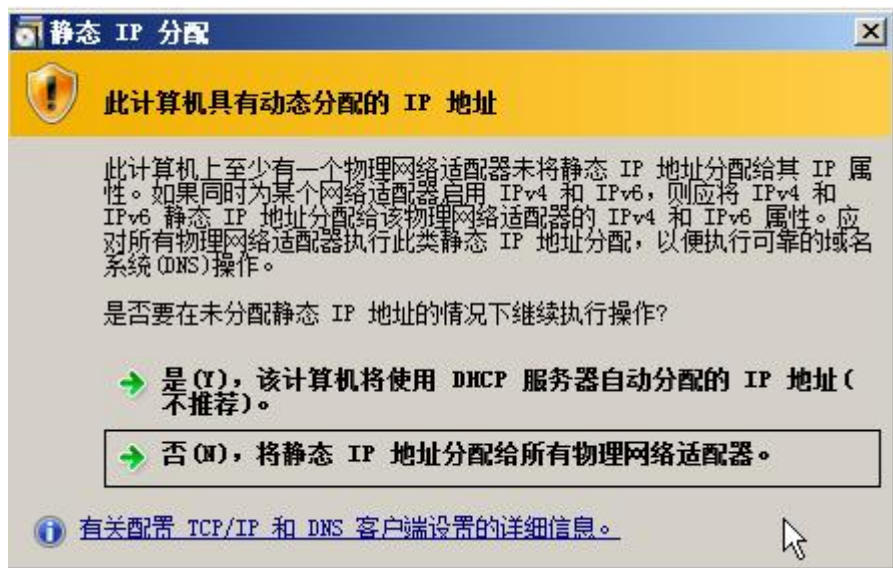 静态 IP 分配
此计算机具有动态分配的 IP 地址
此计算机上至少有一个物理网络适配器未将静态 IP 地址分配给其 IP 属
性。如果同时为某个网络适配器启用 IPv4 和 IPv6，则应将 IPv4 和
IPv6 静态 IP 地址分配给该物理网络适配器的 IPv4 和 IPv6 属性。应
对所有物理网络适配器执行此类静态 IP 地址分配，以便执行可靠的域名
系统(DNS)操作。
是否要在未分配静态 IP 地址的情况下继续执行操作?
是(Y)，该计算机将使用 DHCP 服务器自动分配的 IP 地址(
不推荐)。
否(N)，将静态 IP 地址分配给所有物理网络适配器。
有关配置 TCP/IP 和 DNS 客户端设置的详细信息。